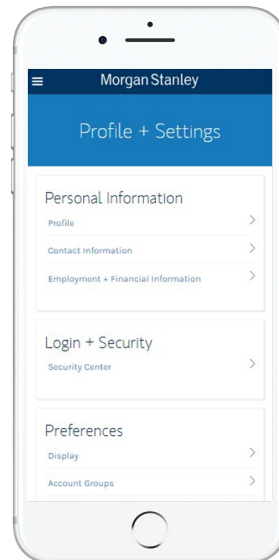 Morgan Stanley
Profile + Settings
Personal Information
Profile
Contact Information
Employment + Financial Information
Login + Security
Security Center
Preferences
Display
Account Groups